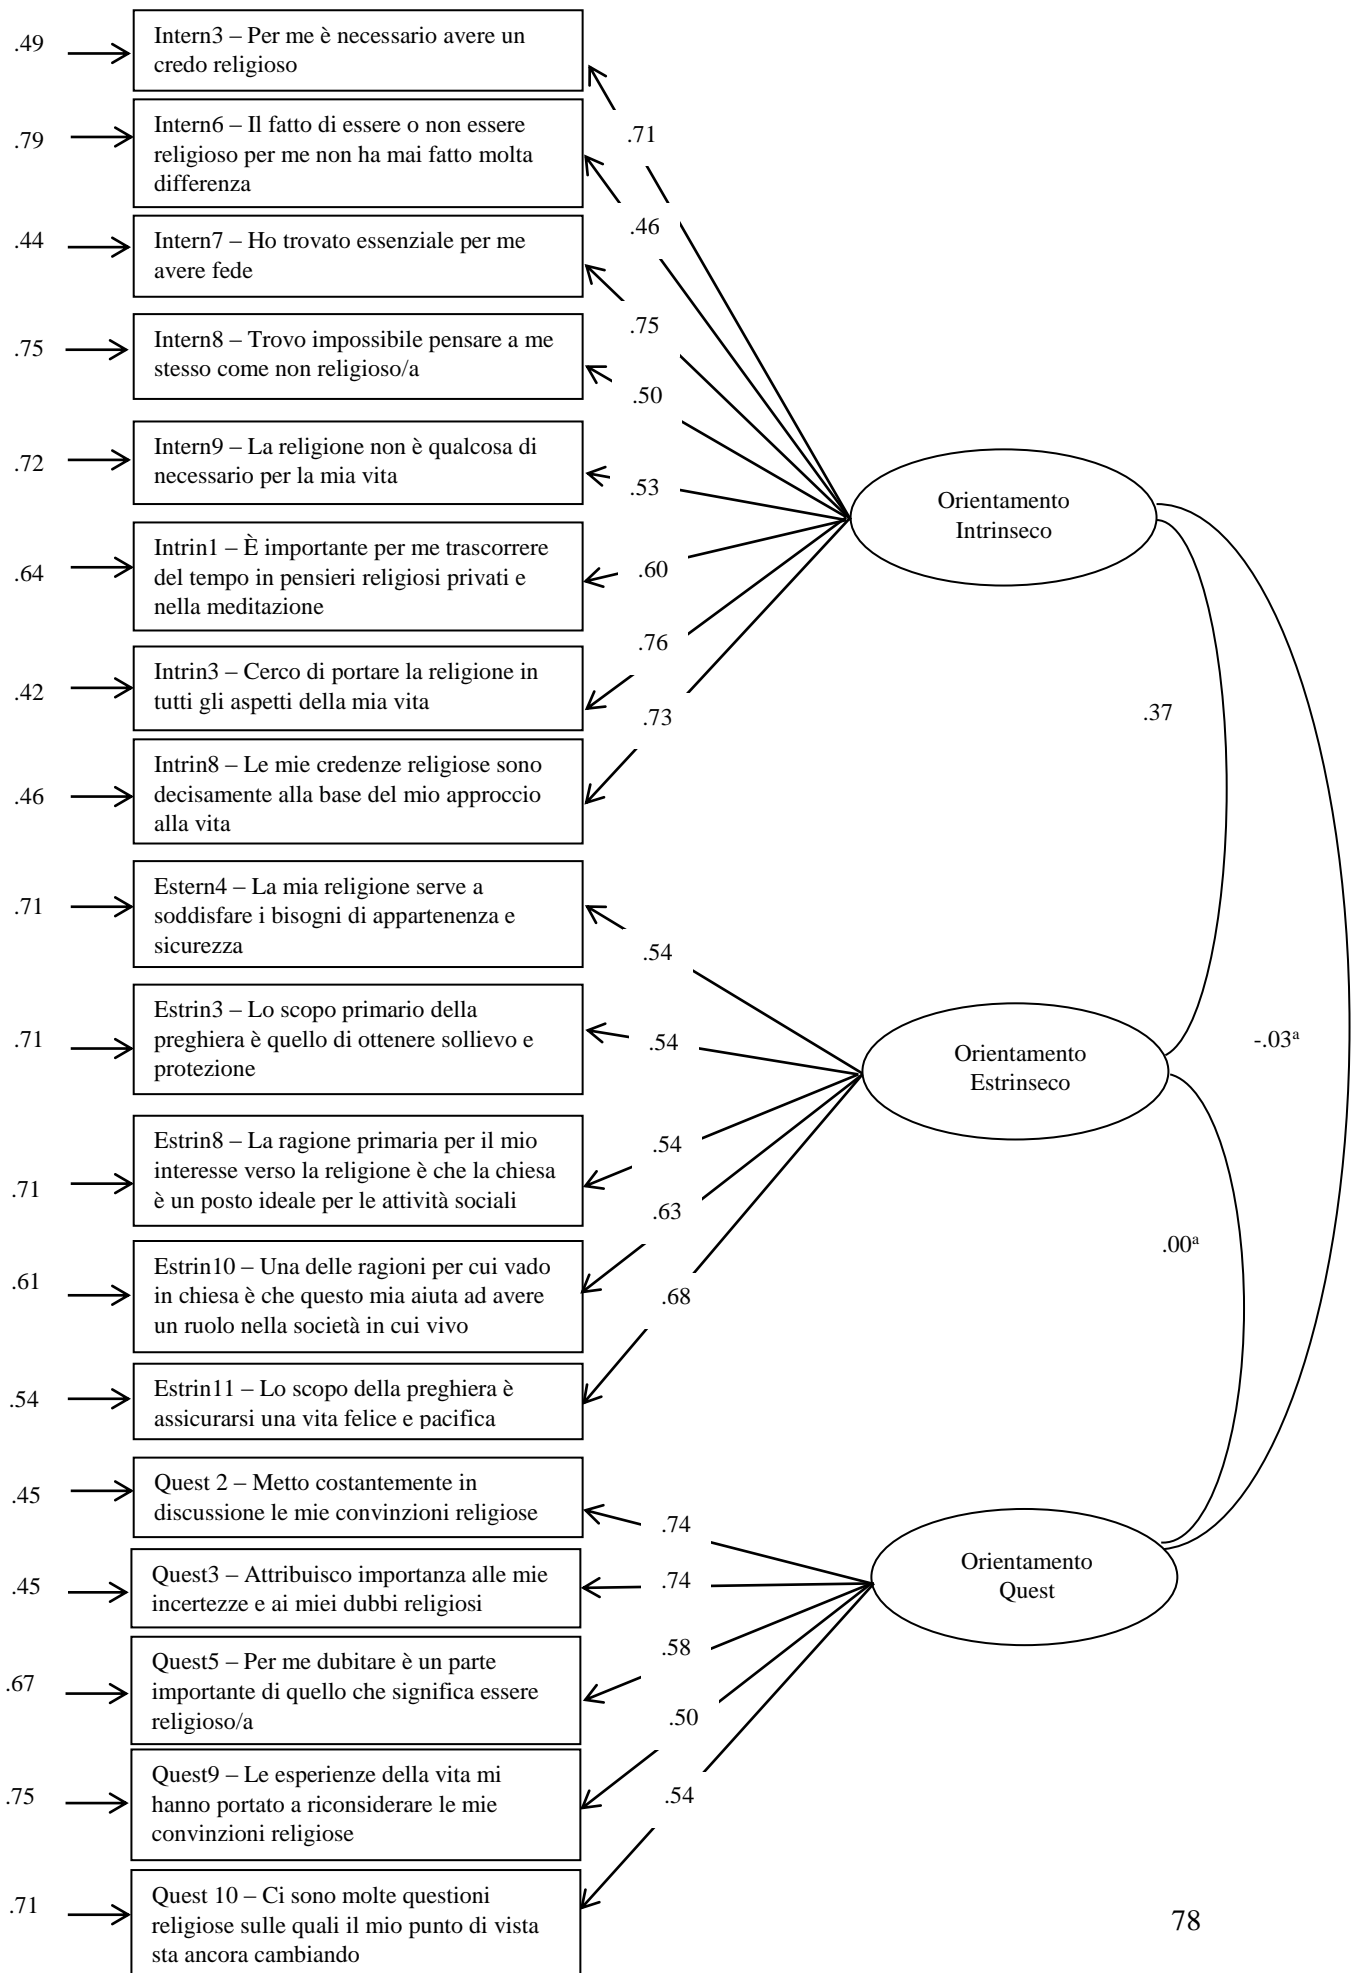 .49
Intern3 – Per me è necessario avere un
credo religioso
.71
.79
Intern6 – Il fatto di essere o non essere
religioso per me non ha mai fatto molta
differenza
.46
.44
Intern7 – Ho trovato essenziale per me
avere fede
.75
.75
Intern8 – Trovo impossibile pensare a me
stesso come non religioso/a
.50
.72
Intern9 – La religione non è qualcosa di
necessario per la mia vita
.53
Orientamento
Intrinseco
.64
Intrin1 – È importante per me trascorrere
del tempo in pensieri religiosi privati e
nella meditazione
.60
.42
Intrin3 – Cerco di portare la religione in
tutti gli aspetti della mia vita
.76
.46
Intrin8 – Le mie credenze religiose sono
decisamente alla base del mio approccio
alla vita
.73
.37
.71
Estern4 – La mia religione serve a
soddisfare i bisogni di appartenenza e
sicurezza
.54
.71
Estrin3 – Lo scopo primario della
preghiera è quello di ottenere sollievo e
protezione
.54
Orientamento
Estrinseco
-.03ᵃ
.71
Estrin8 – La ragione primaria per il mio
interesse verso la religione è che la chiesa
è un posto ideale per le attività sociali
.54
.61
Estrin10 – Una delle ragioni per cui vado
in chiesa è che questo mia aiuta ad avere
un ruolo nella società in cui vivo
.63
.00ᵃ
.54
Estrin11 – Lo scopo della preghiera è
assicurarsi una vita felice e pacifica
.68
.45
Quest 2 – Metto costantemente in
discussione le mie convinzioni religiose
.74
.45
Quest3 – Attribuisco importanza alle mie
incertezze e ai miei dubbi religiosi
.74
Orientamento
Quest
.67
Quest5 – Per me dubitare è un parte
importante di quello che significa essere
religioso/a
.58
.75
Quest9 – Le esperienze della vita mi
hanno portato a riconsiderare le mie
convinzioni religiose
.50
.71
Quest 10 – Ci sono molte questioni
religiose sulle quali il mio punto di vista
sta ancora cambiando
.54
78